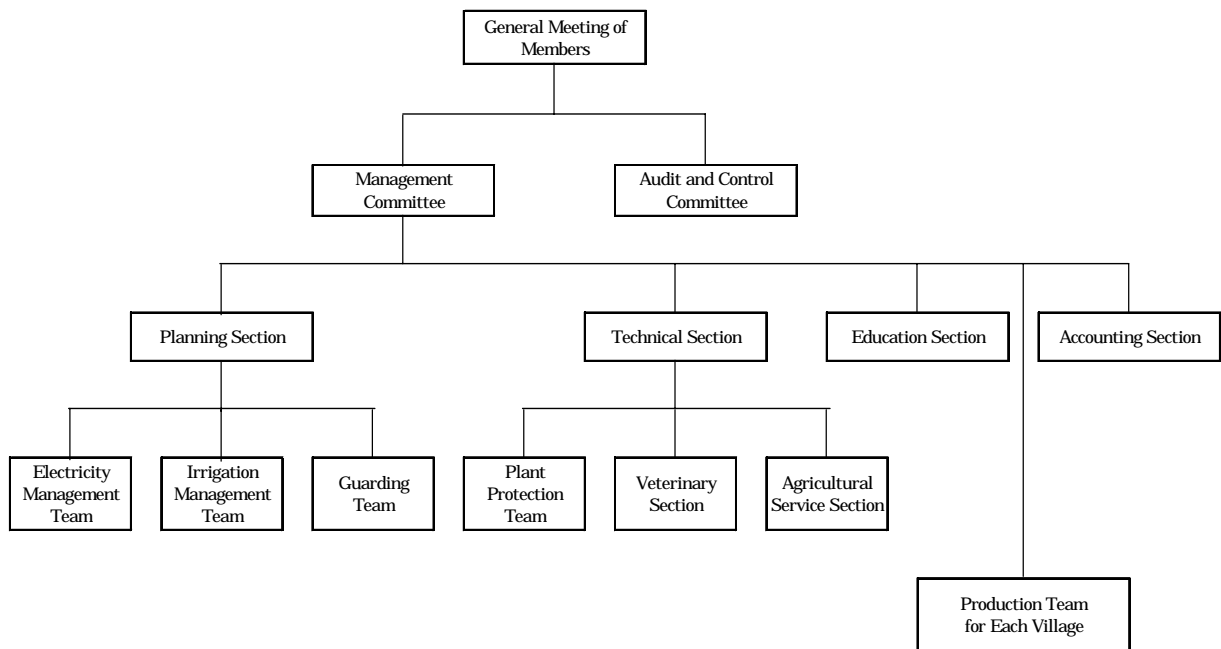 General Meeting of
Members
Management
Committee
Audit and Control
Committee
Planning Section
Technical Section
Education Section
Accounting Section
Electricity
Management
Team
Irrigation
Management
Team
Guarding
Team
Plant
Protection
Team
Veterinary
Section
Agricultural
Service Section
Production Team
for Each Village